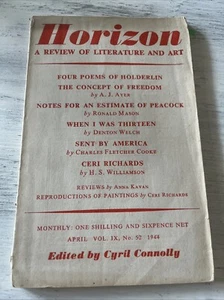 Horizon
A REVIEW OF LITERATURE AND ART
FOUR POEMS OF HOLDERLIN
THE CONCEPT OF FREEDOM
by A. J. AYER
NOTES FOR AN ESTIMATE OF PEACOCK
by RONALD MASON
WHEN I WAS THIRTEEN
by DENTON WELCH
SENT BY AMERICA
by CHARLES FLETCHER COOKE
CERI RICHARDS
by H. S. WILLIAMSON
REVIEWS by ANNA KAVAN
REPRODUCTIONS OF PAINTINGS by CERI RICHARDS
MONTHLY: ONE SHILLING AND SIXPENCE NET
APRIL VOL. IX, No. 52 1944
Edited by Cyril Connolly